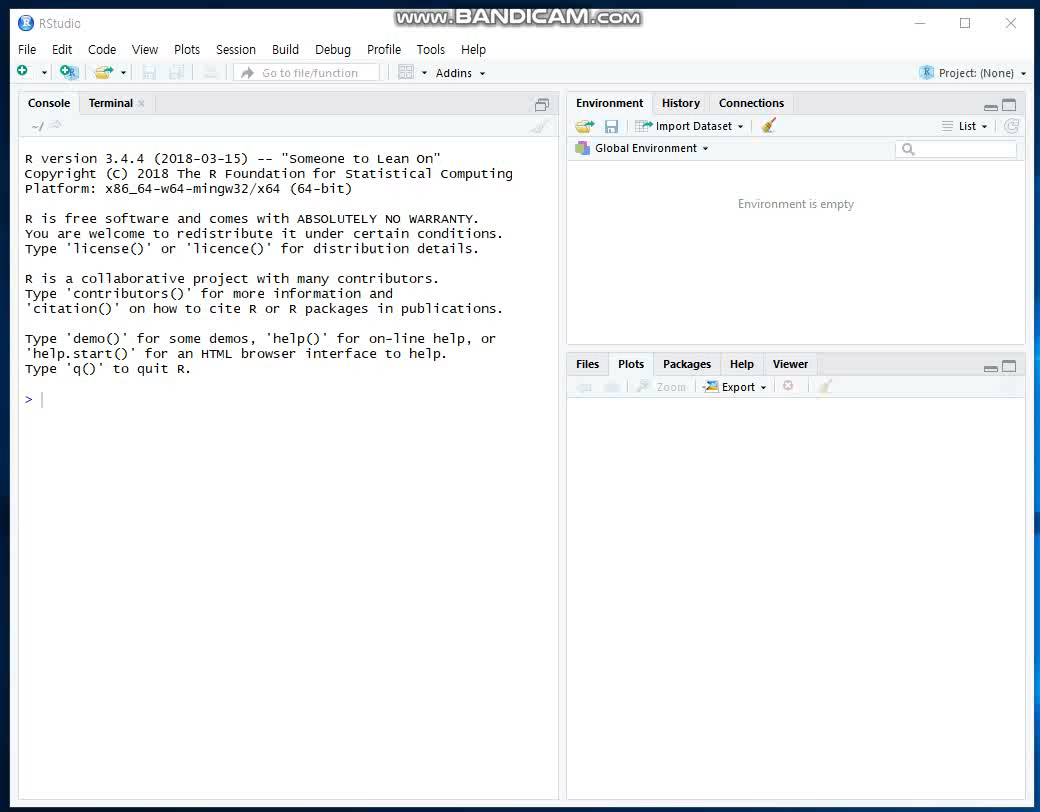 www.BANDICAM.com
RStudio
File Edit Code View Plots Session Build Debug Profile Tools Help
Go to file/function Addins Project: (None)
Console Terminal
~/
R version 3.4.4 (2018-03-15) -- "Someone to Lean On"
Copyright (C) 2018 The R Foundation for Statistical Computing
Platform: x86_64-w64-mingw32/x64 (64-bit)
R is free software and comes with ABSOLUTELY NO WARRANTY.
You are welcome to redistribute it under certain conditions.
Type 'license()' or 'licence()' for distribution details.
R is a collaborative project with many contributors.
Type 'contributors()' for more information and
'citation()' on how to cite R or R packages in publications.
Type 'demo()' for some demos, 'help()' for on-line help, or
'help.start()' for an HTML browser interface to help.
Type 'q()' to quit R.
>
Environment History Connections
Import Dataset List
Global Environment
Environment is empty
Files Plots Packages Help Viewer
Zoom Export